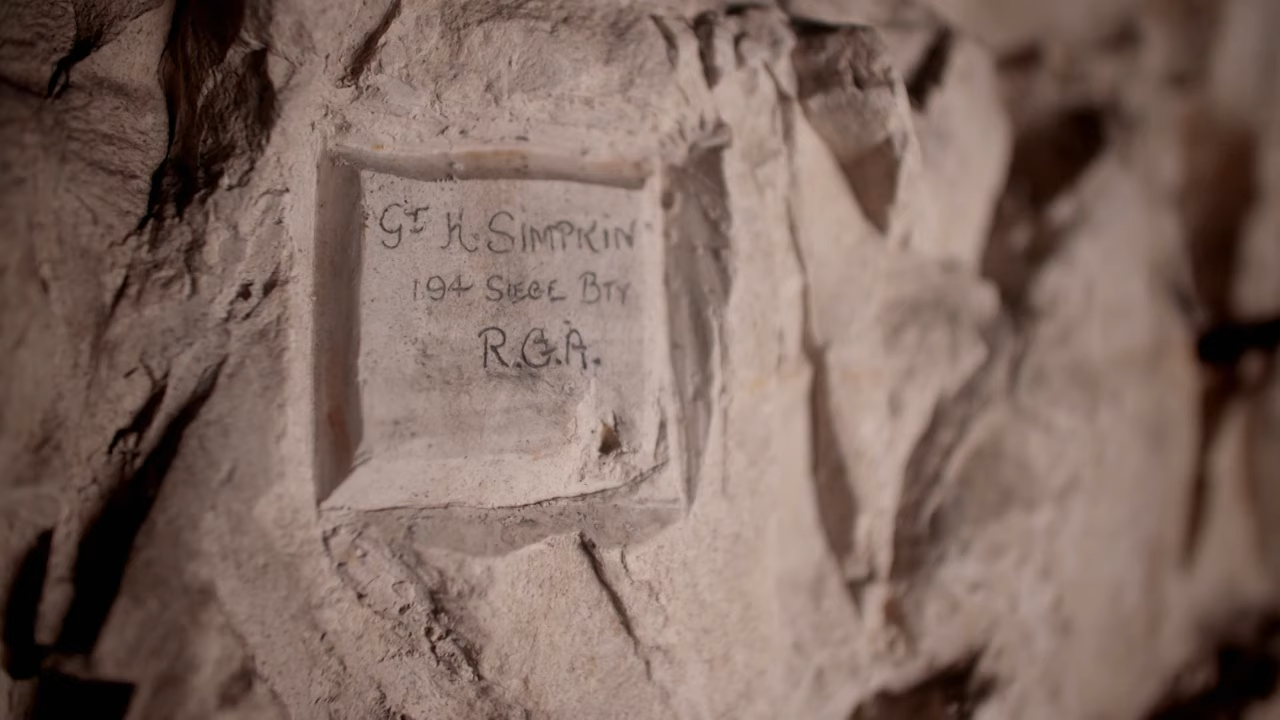 Gᵀ H. SIMPKIN
194 SIEGE BTY
R.G.A.